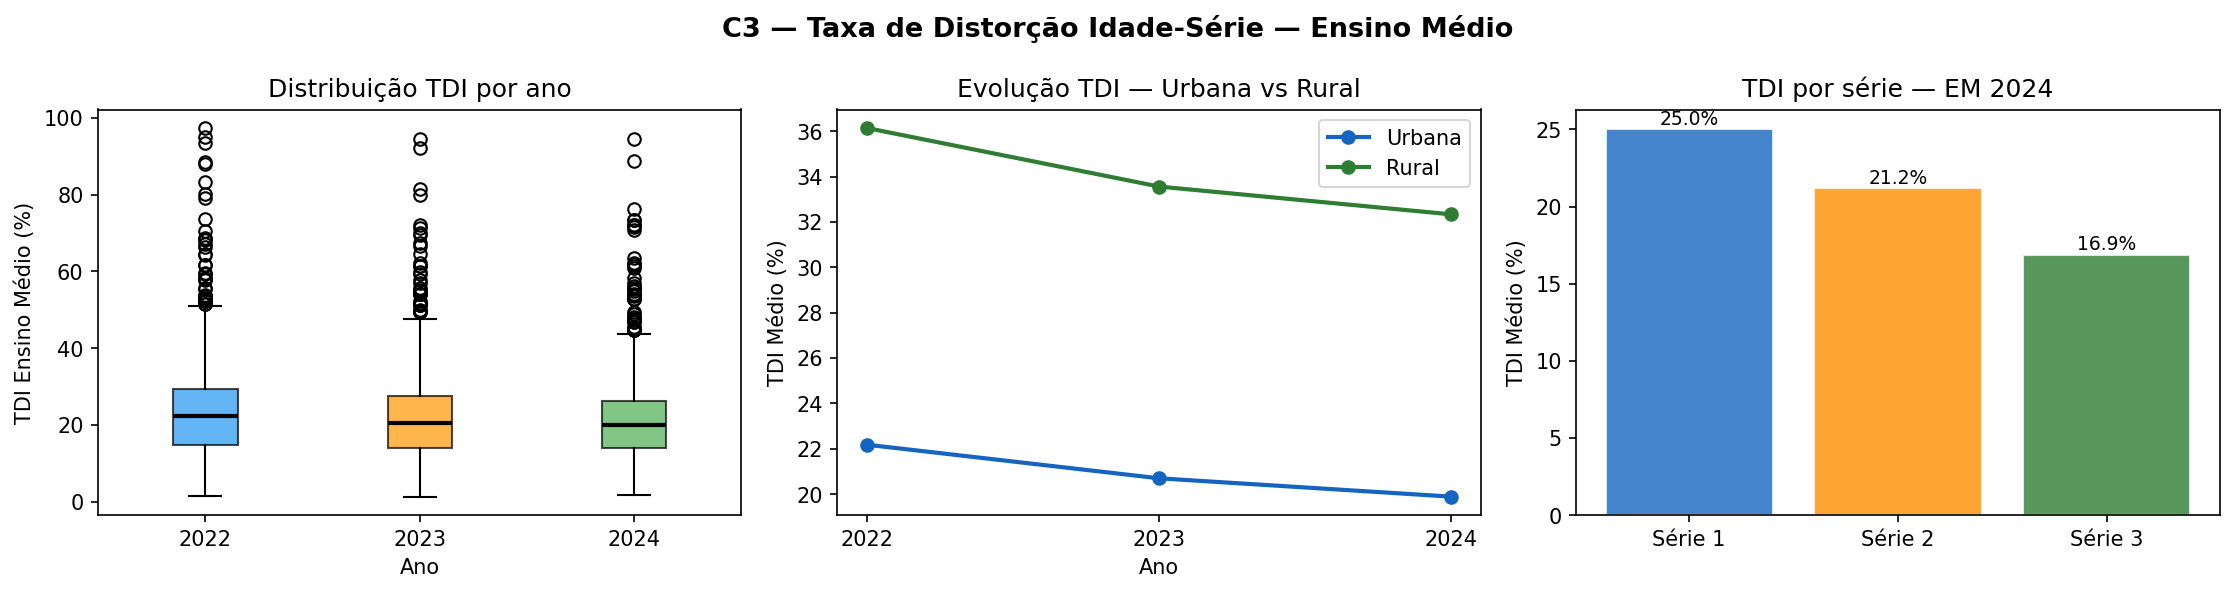 C3 — Taxa de Distorção Idade-Série — Ensino Médio
Distribuição TDI por ano
TDI Ensino Médio (%)
100
80
60
40
20
0
2022
2023
2024
Ano
Evolução TDI — Urbana vs Rural
Urbana
Rural
TDI Médio (%)
36
34
32
30
28
26
24
22
20
2022
2023
2024
Ano
TDI por série — EM 2024
TDI Médio (%)
25
20
15
10
5
0
25.0%
21.2%
16.9%
Série 1
Série 2
Série 3